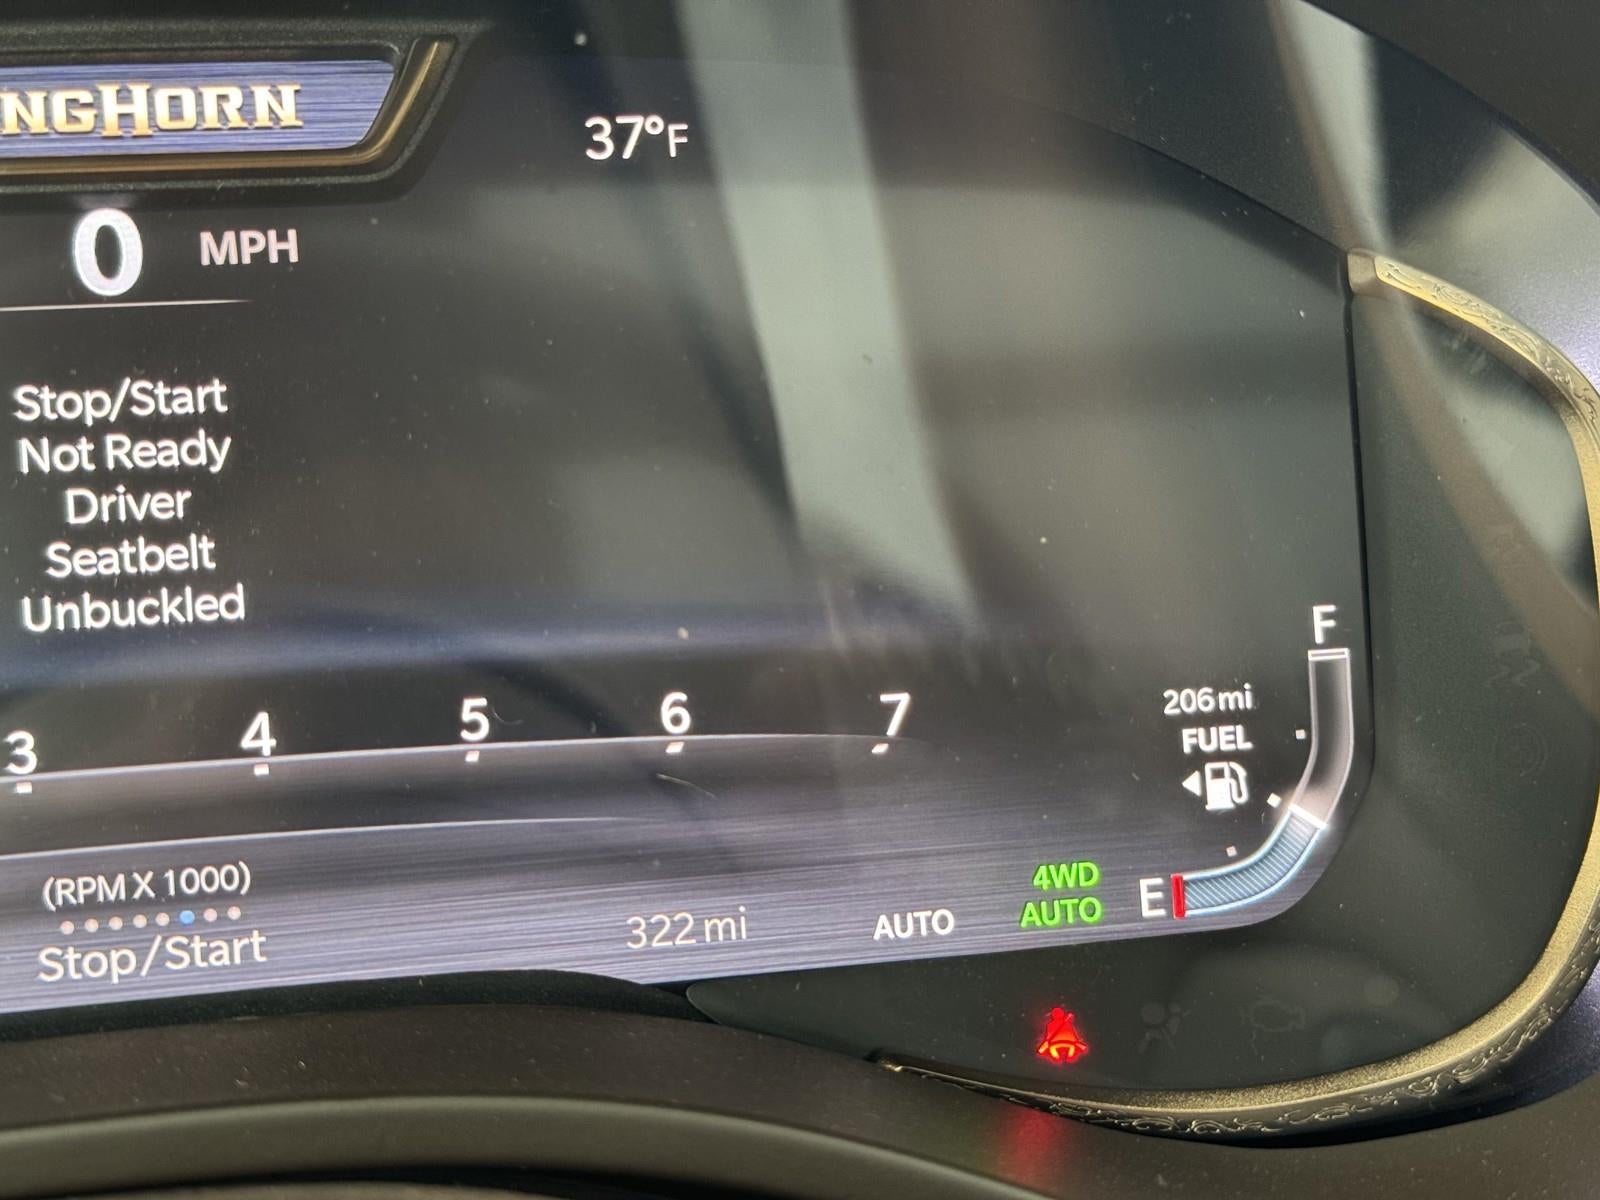 NGHORN
37°F
0 MPH
Stop/Start
Not Ready
Driver
Seatbelt
Unbuckled
F
206 mi
FUEL
3 4 5 6 7
(RPM X 1000)
Stop/Start
322 mi
AUTO
4WD
AUTO
E